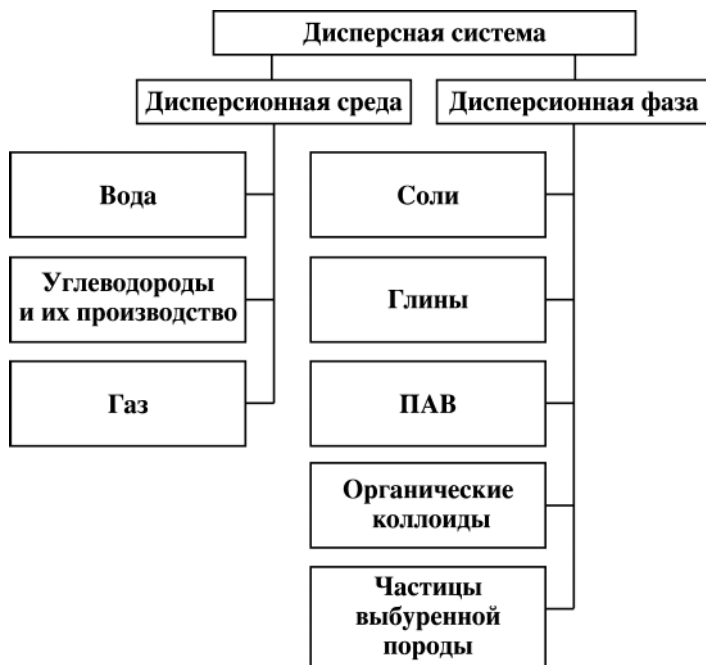 Дисперсная система
Дисперсионная среда
Дисперсионная фаза
Вода
Углеводороды
и их производство
Газ
Соли
Глины
ПАВ
Органические
коллоиды
Частицы
выбуренной
породы